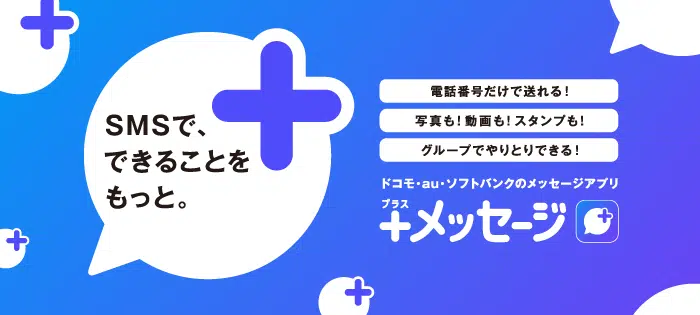 SMSで、
できることを
もっと。
電話番号だけで送れる！
写真も！動画も！スタンプも！
グループでやりとりできる！
ドコモ・au・ソフトバンクのメッセージアプリ
プラス
+メッセージ